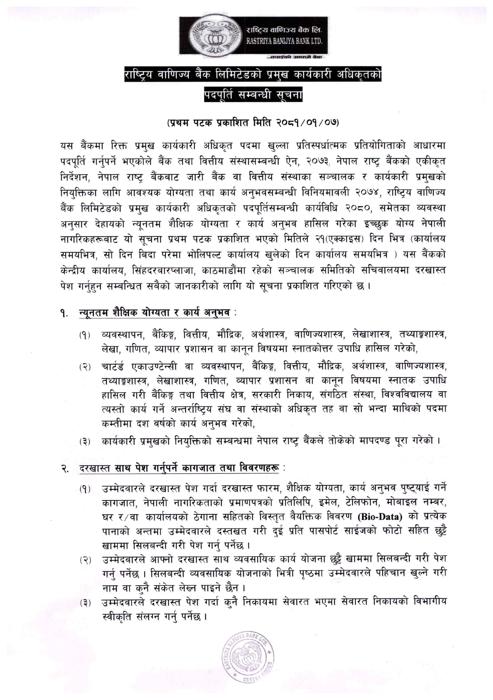 राष्ट्रिय वाणिज्य बैंक लि.
RASTRIYA BANIJYA BANK LTD.
राष्ट्रिय वाणिज्य बैंक लिमिटेडको प्रमुख कार्यकारी अधिकृतको
पदपूर्ति सम्बन्धी सूचना
(प्रथम पटक प्रकाशित मिति २०८१/०१/०७)
यस बैंकमा रिक्त प्रमुख कार्यकारी अधिकृत पदमा खुल्ला प्रतिस्पर्धात्मक प्रतियोगिताको आधारमा
पदपूर्ति गर्नुपर्ने भएकोले बैंक तथा वित्तीय संस्थासम्बन्धी ऐन, २०७३, नेपाल राष्ट्र बैंकको एकीकृत
निर्देशन, नेपाल राष्ट्र बैंकबाट जारी बैंक वा वित्तीय संस्थाका सञ्चालक र कार्यकारी प्रमुखको
नियुक्तिका लागि आवश्यक योग्यता तथा कार्य अनुभवसम्बन्धी विनियमावली २०७४, राष्ट्रिय वाणिज्य
बैंक लिमिटेडको प्रमुख कार्यकारी अधिकृतको पदपूर्तिसम्बन्धी कार्यविधि २०८०, समेतका व्यवस्था
अनुसार देहायको न्यूनतम शैक्षिक योग्यता र कार्य अनुभव हासिल गरेका इच्छुक योग्य नेपाली
नागरिकहरूबाट यो सूचना प्रथम पटक प्रकाशित भएको मितिले २१(एक्काइस) दिन भित्र (कार्यालय
समयभित्र, सो दिन विदा परेमा भोलिपल्ट कार्यालय खुलेको दिन कार्यालय समयभित्र ) यस बैंकको
केन्द्रीय कार्यालय, सिंहदरवारप्लाजा, काठमाडौंमा रहेको सञ्चालक समितिको सचिवालयमा दरखास्त
पेश गर्नुहुन सम्बन्धित सबैको जानकारीको लागि यो सूचना प्रकाशित गरिएको छ ।
१. न्यूनतम शैक्षिक योग्यता र कार्य अनुभव :
(१) व्यवस्थापन, बैंकिङ्ग, वित्तीय, मौद्रिक, अर्थशास्त्र, वाणिज्यशास्त्र, लेखाशास्त्र, तथ्याङ्कशास्त्र,
लेखा, गणित, व्यापार प्रशासन वा कानून विषयमा स्नातकोत्तर उपाधि हासिल गरेको,
(२) चार्टर्ड एकाउण्टेन्सी वा व्यवस्थापन, बैंकिङ्ग, वित्तीय, मौद्रिक, अर्थशास्त्र, वाणिज्यशास्त्र,
तथ्याङ्कशास्त्र, लेखाशास्त्र, गणित, व्यापार प्रशासन वा कानून विषयमा स्नातक उपाधि
हासिल गरी बैंकिङ्ग तथा वित्तीय क्षेत्र, सरकारी निकाय, संगठित संस्था, विश्वविद्यालय वा
त्यस्तो कार्य गर्ने अन्तर्राष्ट्रिय संघ वा संस्थाको अधिकृत तह वा सो भन्दा माथिको पदमा
कम्तीमा दश वर्षको कार्य अनुभव गरेको,
(३) कार्यकारी प्रमुखको नियुक्तिको सम्बन्धमा नेपाल राष्ट्र बैंकले तोकेको मापदण्ड पूरा गरेको ।
२. दरखास्त साथ पेश गर्नुपर्ने कागजात तथा विवरणहरू :
(१) उम्मेदवारले दरखास्त पेश गर्दा दरखास्त फारम, शैक्षिक योग्यता, कार्य अनुभव पुष्ट्याई गर्ने
कागजात, नेपाली नागरिकताको प्रमाणपत्रको प्रतिलिपि, इमेल, टेलिफोन, मोबाइल नम्बर,
घर र/वा कार्यालयको ठेगाना सहितको विस्तृत वैयक्तिक विवरण (Bio-Data) को प्रत्येक
पानाको अन्तमा उम्मेदवारले दस्तखत गरी दुई प्रति पासपोर्ट साईजको फोटो सहित छुट्टै
खाममा सिलबन्दी गरी पेश गर्नु पर्नेछ ।
(२) उम्मेदवारले आफ्नो दरखास्त साथ व्यवसायिक कार्य योजना छुट्टै खाममा सिलबन्दी गरी पेश
गर्नु पर्नेछ । सिलबन्दी व्यवसायिक योजनाको भित्री पृष्ठमा उम्मेदवारले पहिचान खुल्ने गरी
नाम वा कुनै संकेत लेख्न पाइने छैन ।
(३) उम्मेदवारले दरखास्त पेश गर्दा कुनै निकायमा सेवारत भएमा सेवारत निकायको विभागीय
स्वीकृति संलग्न गर्नु पर्नेछ ।